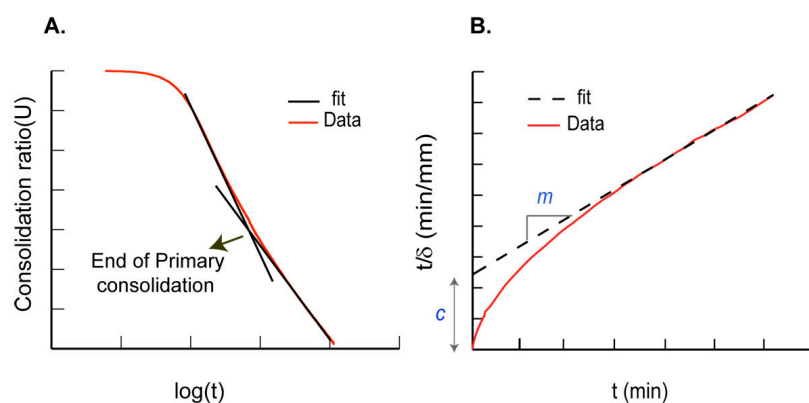 A.
Consolidation ratio(U)
fit
Data
End of Primary
consolidation
log(t)
B.
t/δ (min/mm)
fit
Data
m
c
t (min)